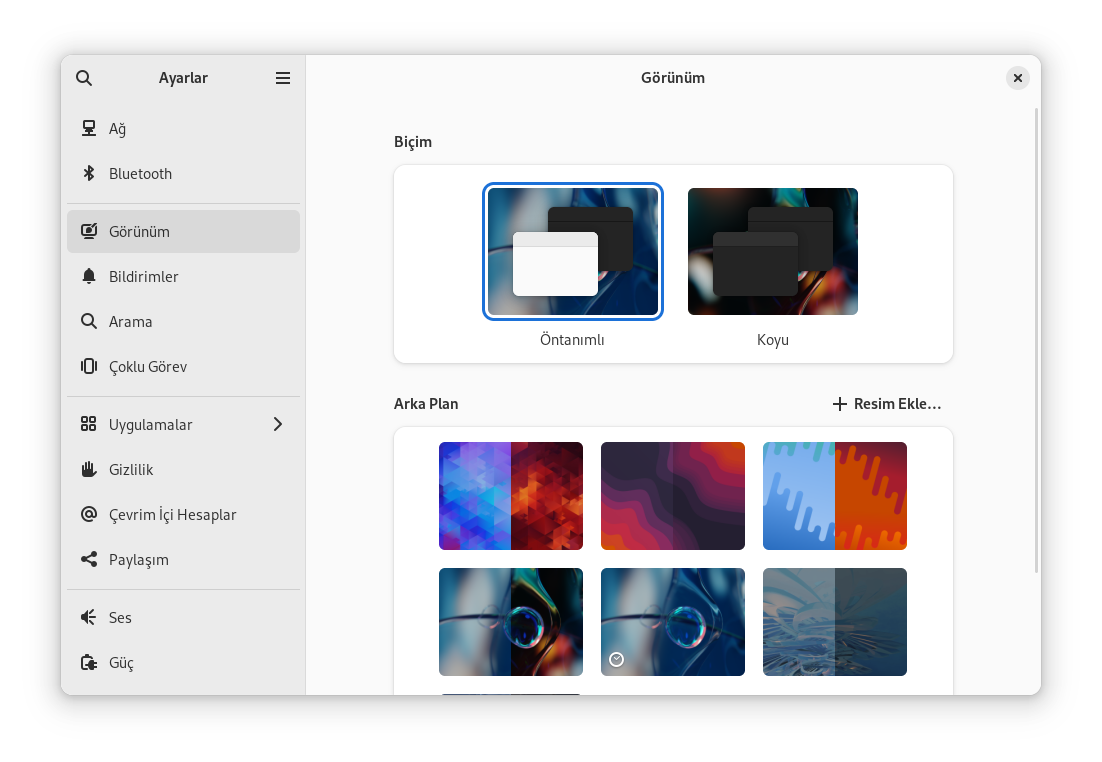 Ayarlar
Ağ
Bluetooth
Görünüm
Bildirimler
Arama
Çoklu Görev
Uygulamalar
Gizlilik
Çevrim İçi Hesaplar
Paylaşım
Ses
Güç
Görünüm
Biçim
Öntanımlı
Koyu
Arka Plan
Resim Ekle…